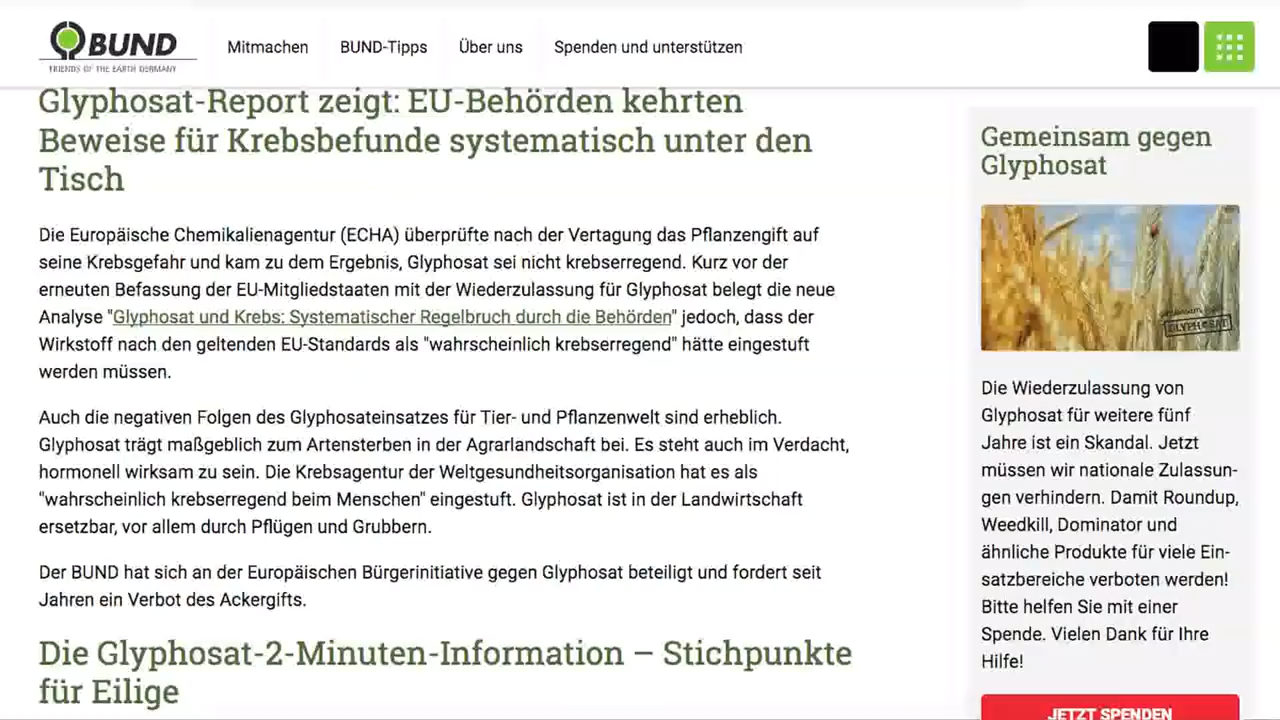 BUND
FRIENDS OF THE EARTH GERMANY
Mitmachen
BUND-Tipps
Über uns
Spenden und unterstützen
Glyphosat-Report zeigt: EU-Behörden kehrten
Beweise für Krebsbefunde systematisch unter den
Tisch
Die Europäische Chemikalienagentur (ECHA) überprüfte nach der Vertagung das Pflanzengift auf
seine Krebsgefahr und kam zu dem Ergebnis, Glyphosat sei nicht krebserregend. Kurz vor der
erneuten Befassung der EU-Mitgliedstaaten mit der Wiederzulassung für Glyphosat belegt die neue
Analyse "Glyphosat und Krebs: Systematischer Regelbruch durch die Behörden" jedoch, dass der
Wirkstoff nach den geltenden EU-Standards als "wahrscheinlich krebserregend" hätte eingestuft
werden müssen.
Auch die negativen Folgen des Glyphosateinsatzes für Tier- und Pflanzenwelt sind erheblich.
Glyphosat trägt maßgeblich zum Artensterben in der Agrarlandschaft bei. Es steht auch im Verdacht,
hormonell wirksam zu sein. Die Krebsagentur der Weltgesundheitsorganisation hat es als
"wahrscheinlich krebserregend beim Menschen" eingestuft. Glyphosat ist in der Landwirtschaft
ersetzbar, vor allem durch Pflügen und Grubbern.
Der BUND hat sich an der Europäischen Bürgerinitiative gegen Glyphosat beteiligt und fordert seit
Jahren ein Verbot des Ackergifts.
Die Glyphosat-2-Minuten-Information – Stichpunkte
für Eilige
Gemeinsam gegen
Glyphosat
GLYPHOSAT
Die Wiederzulassung von
Glyphosat für weitere fünf
Jahre ist ein Skandal. Jetzt
müssen wir nationale Zulassun-
gen verhindern. Damit Roundup,
Weedkill, Dominator und
ähnliche Produkte für viele Ein-
satzbereiche verboten werden!
Bitte helfen Sie mit einer
Spende. Vielen Dank für Ihre
Hilfe!
JETZT SPENDEN